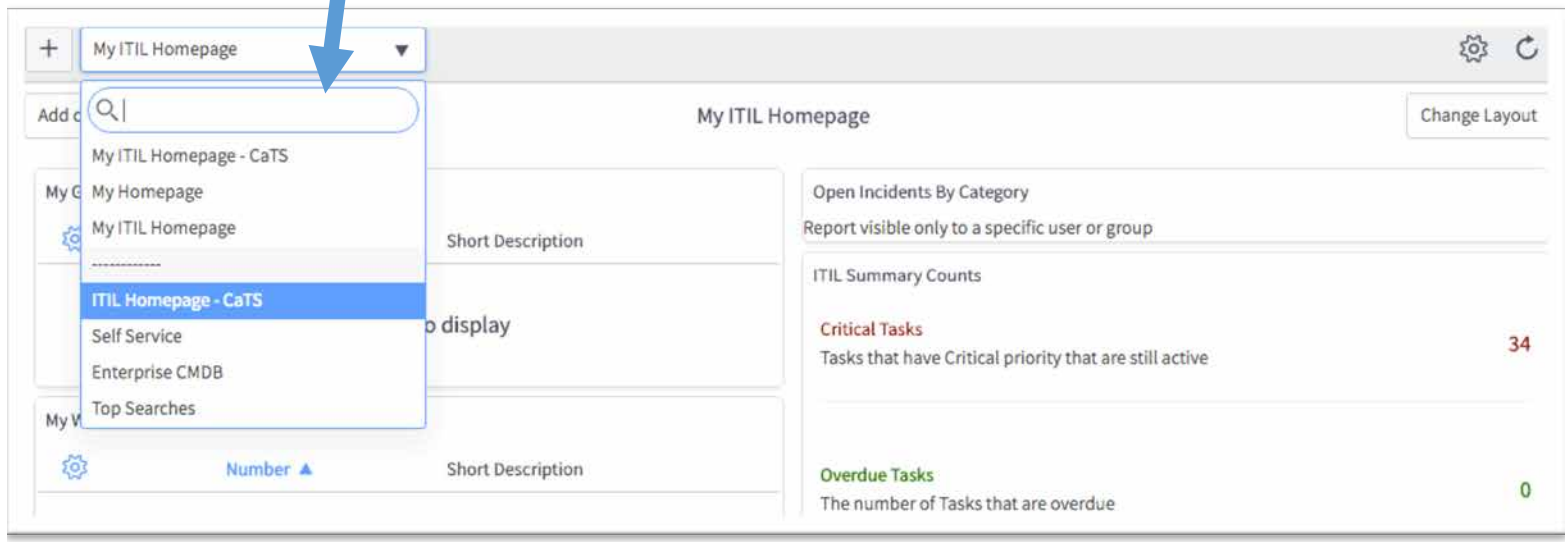 + My ITIL Homepage
Add c
My ITIL Homepage
Change Layout
My ITIL Homepage - CaTS
My Homepage
My ITIL Homepage
------------
ITIL Homepage - CaTS
Self Service
Enterprise CMDB
Top Searches
My G
Short Description
o display
My W
Number ▲ Short Description
Open Incidents By Category
Report visible only to a specific user or group
ITIL Summary Counts
Critical Tasks
34
Tasks that have Critical priority that are still active
Overdue Tasks
0
The number of Tasks that are overdue